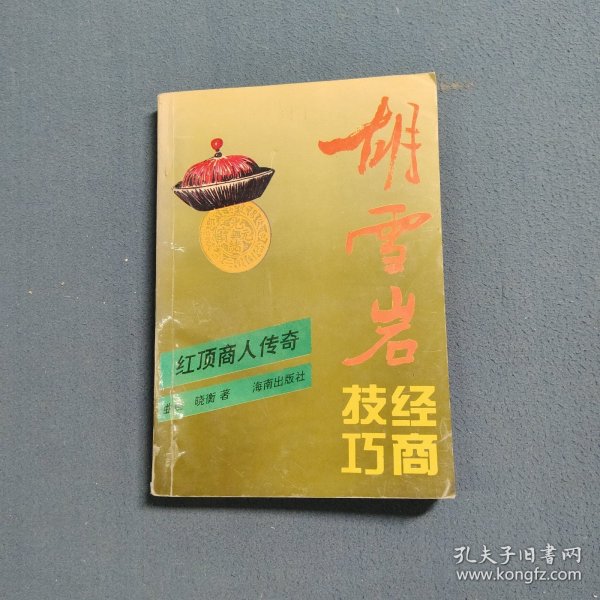 胡雪岩
经商
技巧
红顶商人传奇
晓衡 著 海南出版社
孔夫子旧书网
www.kongfz.com